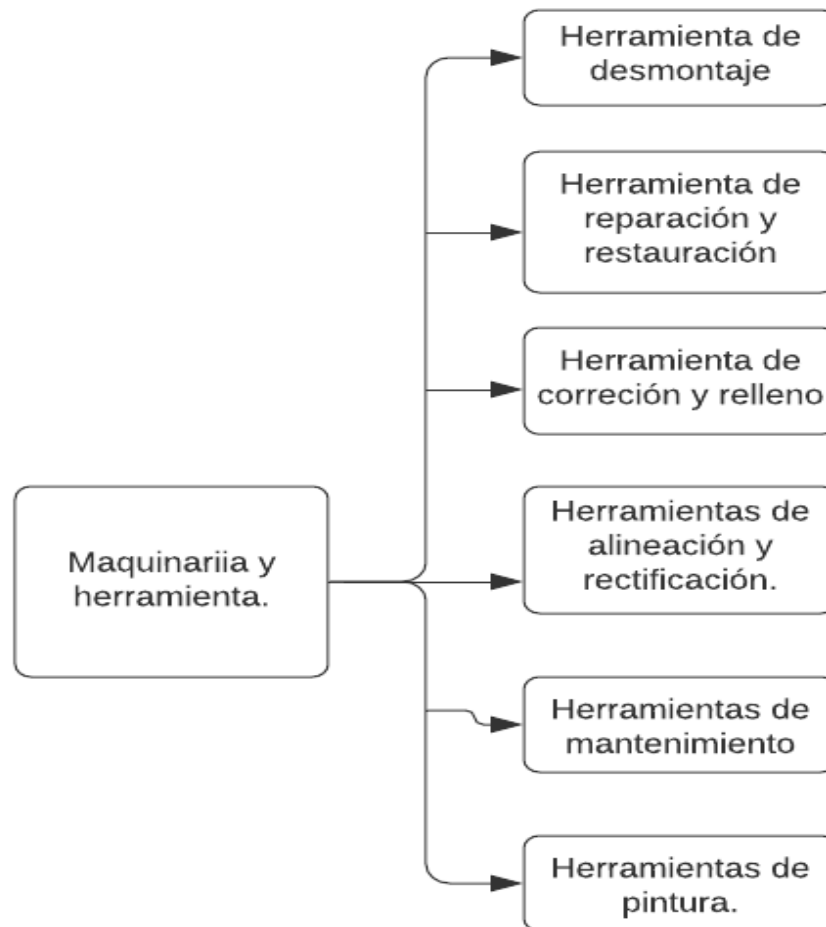 Herramienta de
desmontaje
Herramienta de
reparación y
restauración
Herramienta de
correción y relleno
Maquinariia y
herramienta.
Herramientas de
alineación y
rectificación.
Herramientas de
mantenimiento
Herramientas de
pintura.